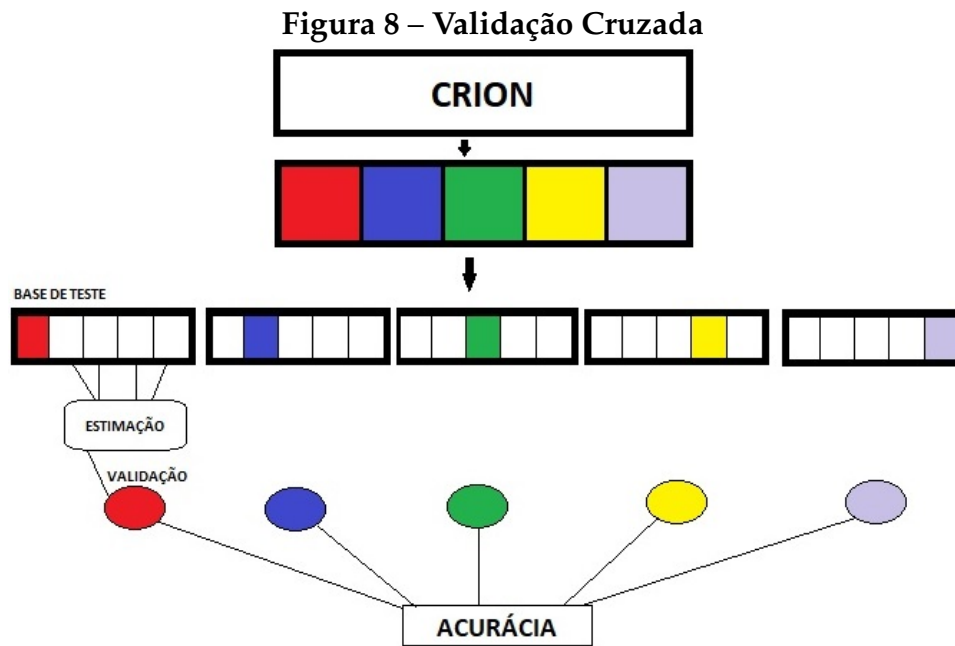 Figura 8 – Validação Cruzada
CRION
BASE DE TESTE
ESTIMAÇÃO
VALIDAÇÃO
ACURÁCIA